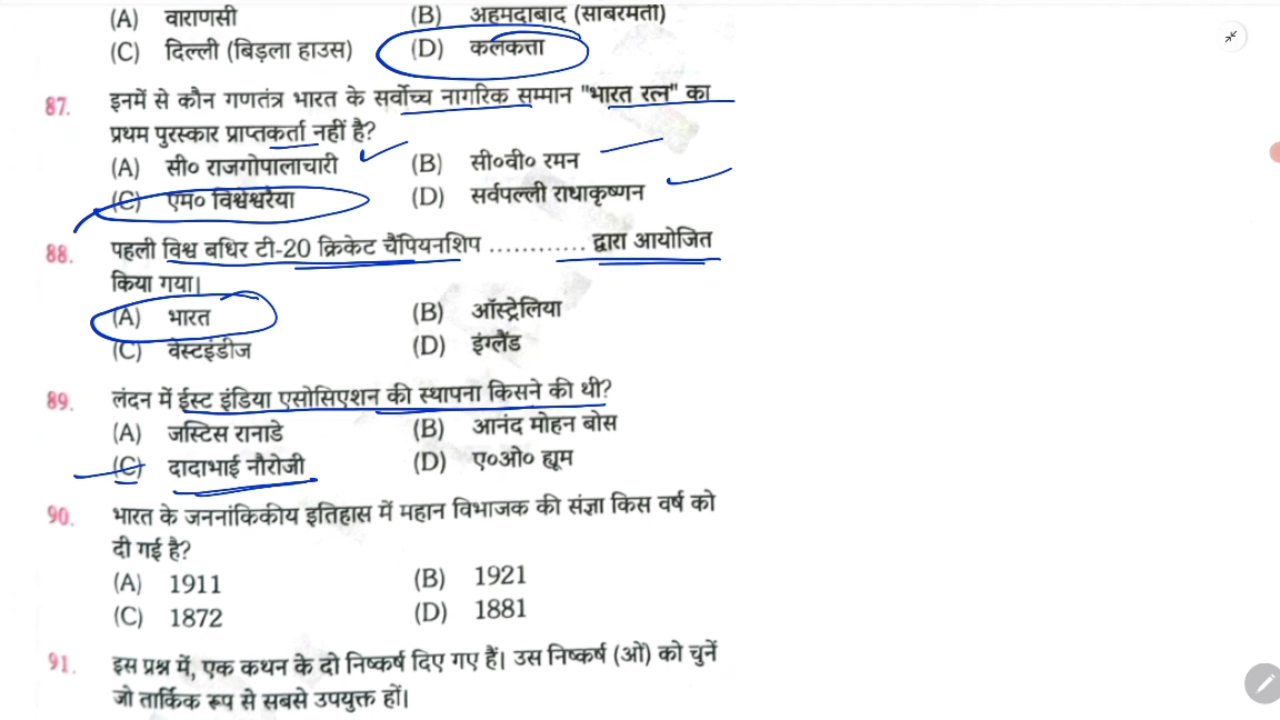 (A) वाराणसी (B) अहमदाबाद (साबरमती)
(C) दिल्ली (बिड़ला हाउस) (D) कलकत्ता
87. इनमें से कौन गणतंत्र भारत के सर्वोच्च नागरिक सम्मान "भारत रत्न" का
प्रथम पुरस्कार प्राप्तकर्ता नहीं है?
(A) सी० राजगोपालाचारी (B) सी०वी० रमन
(C) एम० विश्वेश्वरैया (D) सर्वपल्ली राधाकृष्णन
88. पहली विश्व बधिर टी-20 क्रिकेट चैंपियनशिप ............ द्वारा आयोजित
किया गया।
(A) भारत (B) ऑस्ट्रेलिया
(C) वेस्टइंडीज (D) इंग्लैंड
89. लंदन में ईस्ट इंडिया एसोसिएशन की स्थापना किसने की थी?
(A) जस्टिस रानाडे (B) आनंद मोहन बोस
(C) दादाभाई नौरोजी (D) ए०ओ० ह्यूम
90. भारत के जननांकिकीय इतिहास में महान विभाजक की संज्ञा किस वर्ष को
दी गई है?
(A) 1911 (B) 1921
(C) 1872 (D) 1881
91. इस प्रश्न में, एक कथन के दो निष्कर्ष दिए गए हैं। उस निष्कर्ष (ओं) को चुनें
जो तार्किक रूप से सबसे उपयुक्त हों।